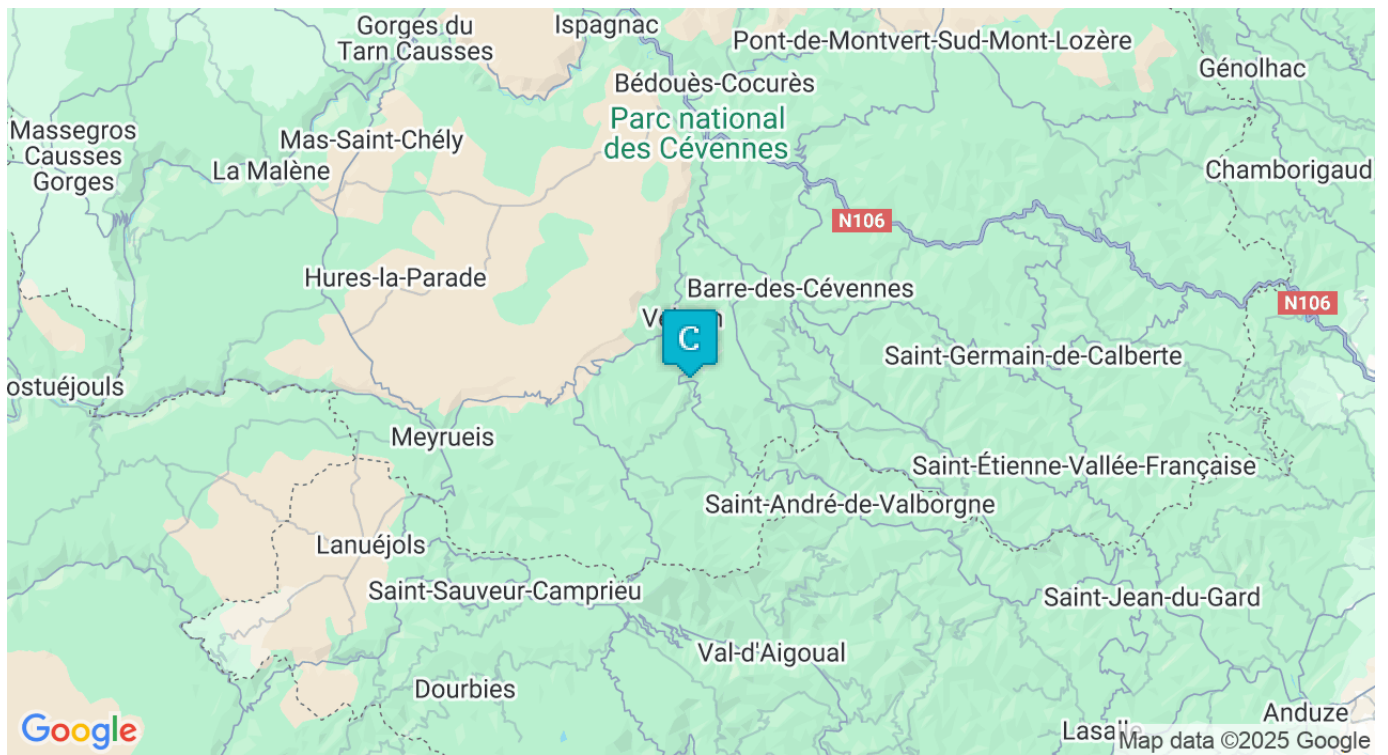 Gorges du
Tarn Causses
Ispagnac
Pont-de-Montvert-Sud-Mont-Lozère
Génolhac
Bédouès-Cocurès
Parc national
des Cévennes
Massegros
Causses
Gorges
Mas-Saint-Chély
La Malène
Chamborigaud
N106
Hures-la-Parade
Barre-des-Cévennes
N106
C
Saint-Germain-de-Calberte
ostuéjouls
Meyrueis
Saint-Étienne-Vallée-Française
Saint-André-de-Valborgne
Lanuéjols
Saint-Sauveur-Camprieu
Saint-Jean-du-Gard
Val-d'Aigoual
Dourbies
Anduze
Google
Map data ©2025 Google